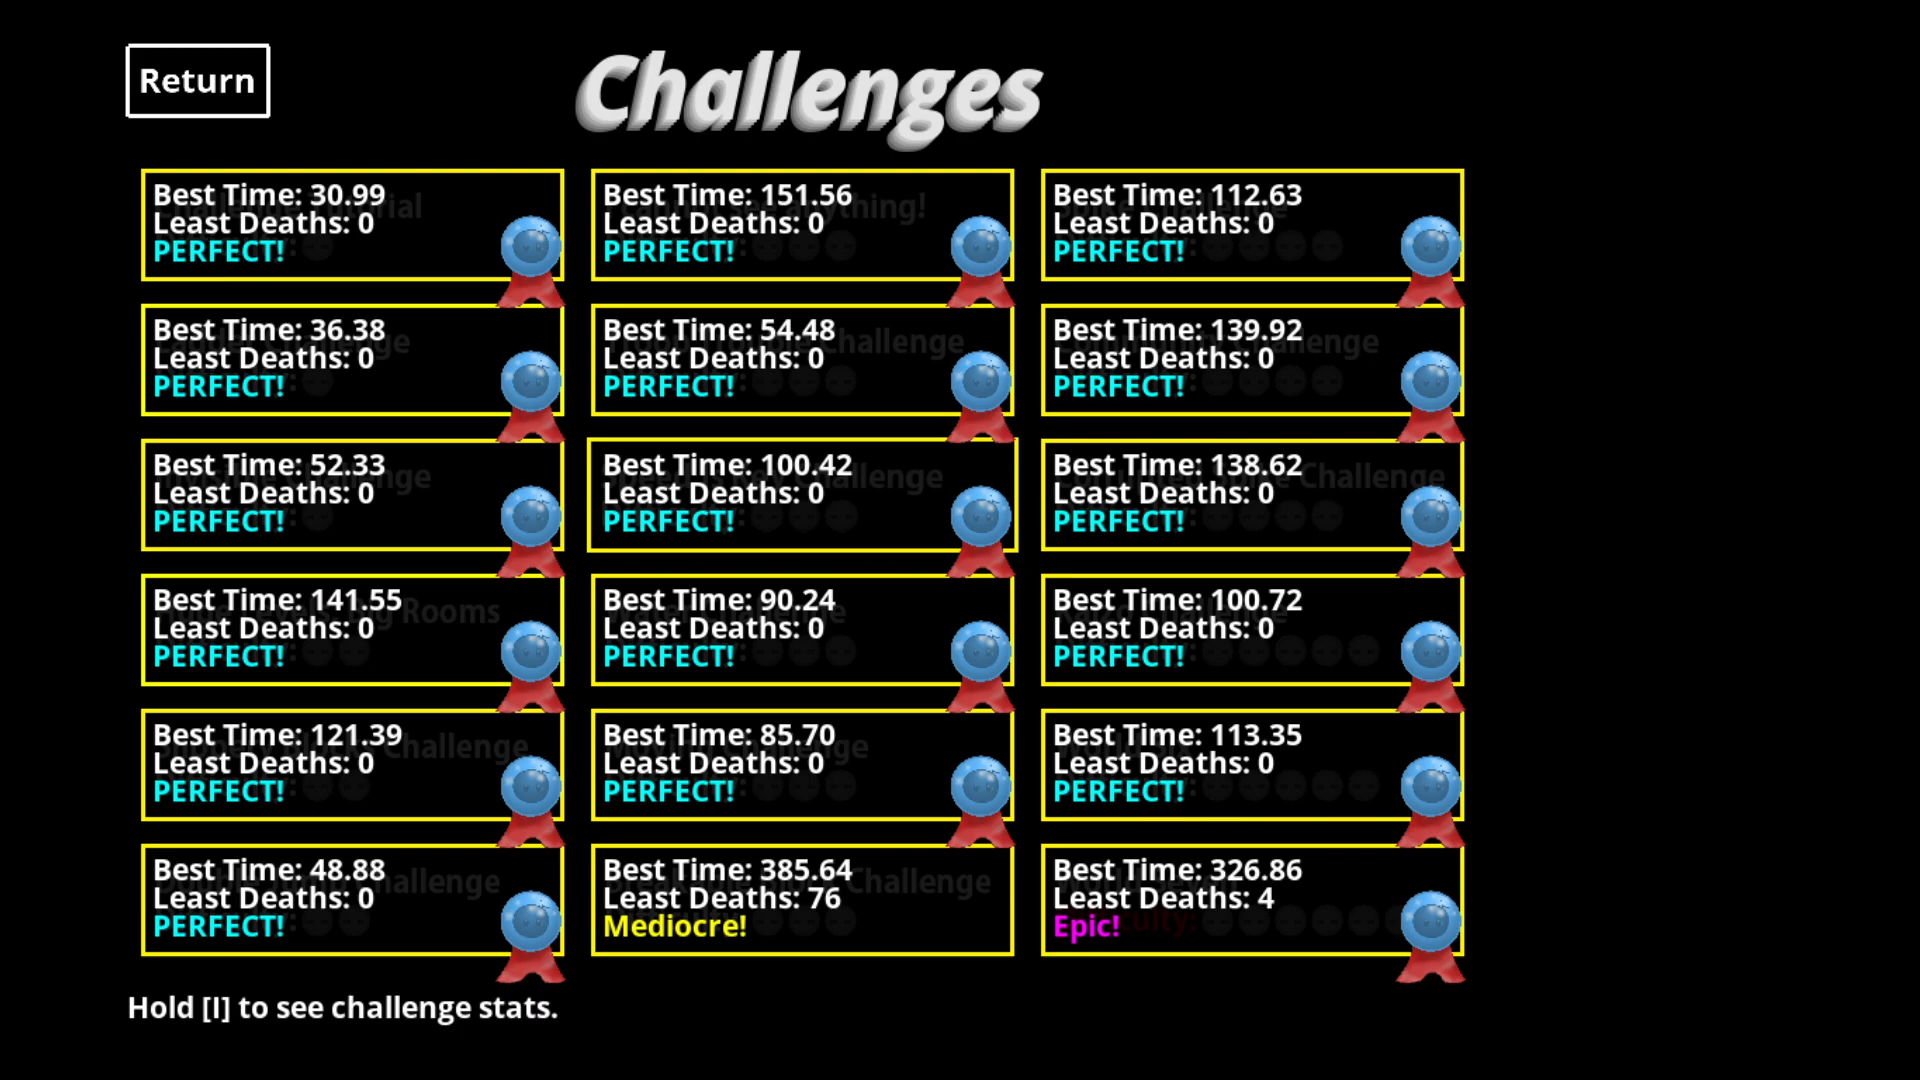 Return
Challenges
Best Time: 30.99
Least Deaths: 0
PERFECT!
Best Time: 151.56
Least Deaths: 0
PERFECT!
Best Time: 112.63
Least Deaths: 0
PERFECT!
Best Time: 36.38
Least Deaths: 0
PERFECT!
Best Time: 54.48
Least Deaths: 0
PERFECT!
Best Time: 139.92
Least Deaths: 0
PERFECT!
Best Time: 52.33
Least Deaths: 0
PERFECT!
Best Time: 100.42
Least Deaths: 0
PERFECT!
Best Time: 138.62
Least Deaths: 0
PERFECT!
Best Time: 141.55
Least Deaths: 0
PERFECT!
Best Time: 90.24
Least Deaths: 0
PERFECT!
Best Time: 100.72
Least Deaths: 0
PERFECT!
Best Time: 121.39
Least Deaths: 0
PERFECT!
Best Time: 85.70
Least Deaths: 0
PERFECT!
Best Time: 113.35
Least Deaths: 0
PERFECT!
Best Time: 48.88
Least Deaths: 0
PERFECT!
Best Time: 385.64
Least Deaths: 76
Mediocre!
Best Time: 326.86
Least Deaths: 4
Epic!
Hold [I] to see challenge stats.